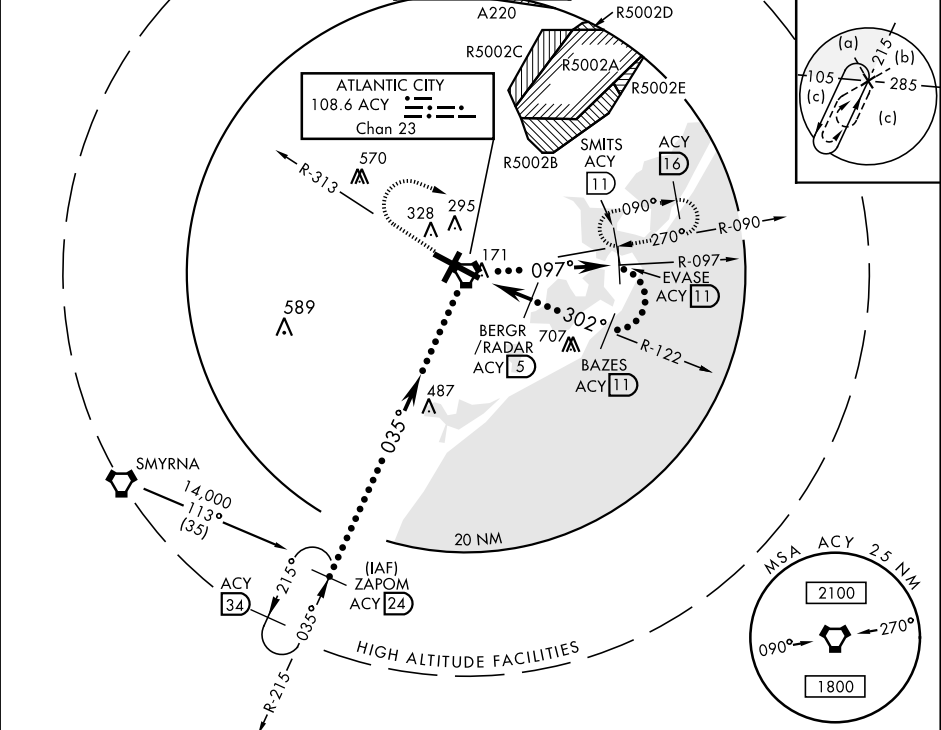 A220
R5002D
R5002C
R5002A
R5002E
R5002B
(a)
215
(b)
105
285
(c)
(c)
ATLANTIC CITY
108.6 ACY
Chan 23
SMITS
ACY
11
ACY
16
R-313
570
328
295
171
090°
270°
R-090
097°
R-097
EVASE
ACY 11
302°
BERGR
/RADAR
ACY 5
707
BAZES
ACY 11
R-122
589
487
035°
SMYRNA
14,000
113°
(35)
20 NM
(IAF)
ZAPOM
ACY 24
ACY
34
215°
035°
R-215
HIGH ALTITUDE FACILITIES
MSA ACY 25 NM
2100
090°
270°
1800